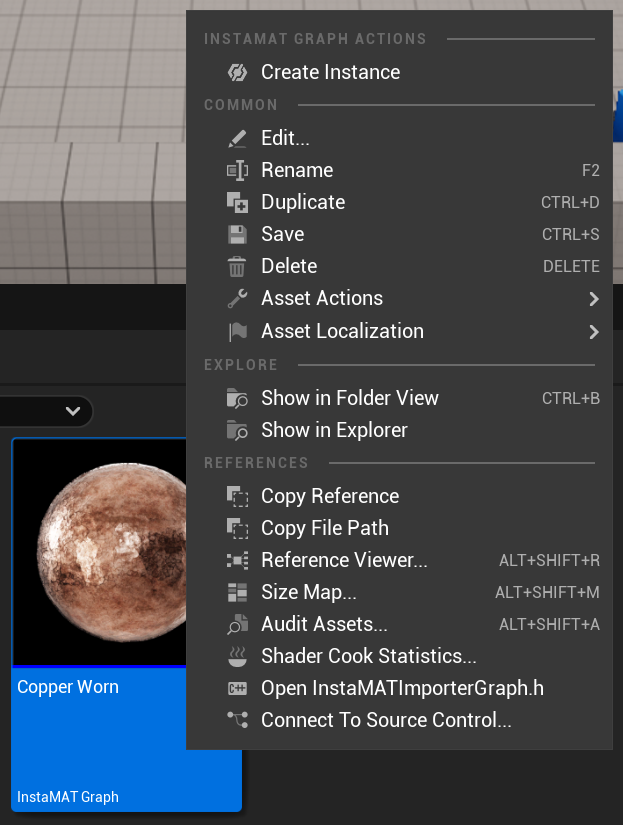 INSTAMAT GRAPH ACTIONS
Create Instance
COMMON
Edit...
Rename F2
Duplicate CTRL+D
Save CTRL+S
Delete DELETE
Asset Actions
Asset Localization
EXPLORE
Show in Folder View CTRL+B
Show in Explorer
REFERENCES
Copy Reference
Copy File Path
Reference Viewer... ALT+SHIFT+R
Size Map... ALT+SHIFT+M
Audit Assets... ALT+SHIFT+A
Shader Cook Statistics...
C++ Open InstaMATImporterGraph.h
Connect To Source Control...
Copper Worn
InstaMAT Graph